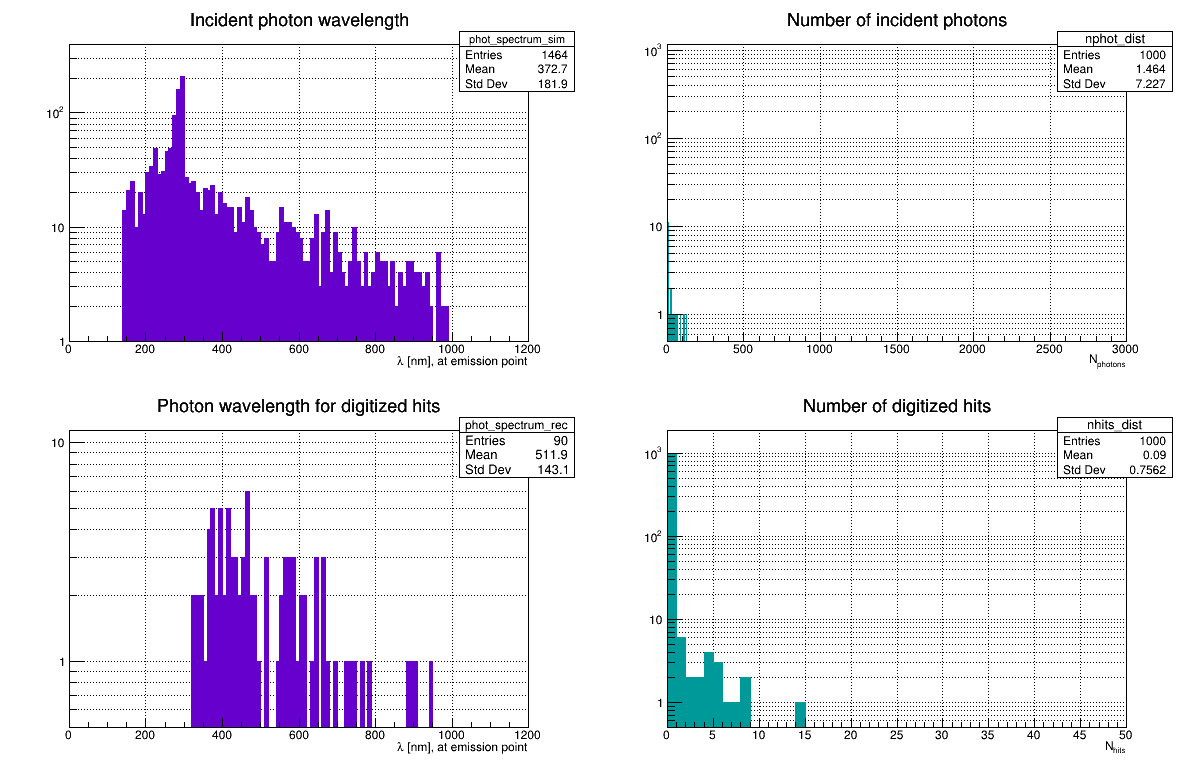 Incident photon wavelength
phot_spectrum_sim
Entries 1464
Mean 372.7
Std Dev 181.9
10²
10
1
0 200 400 600 800 1000 1200
λ [nm], at emission point
Number of incident photons
nphot_dist
Entries 1000
Mean 1.464
Std Dev 7.227
10³
10²
10
1
0 500 1000 1500 2000 2500 3000
Nphotons
Photon wavelength for digitized hits
phot_spectrum_rec
Entries 90
Mean 511.9
Std Dev 143.1
10
1
0 200 400 600 800 1000 1200
λ [nm], at emission point
Number of digitized hits
nhits_dist
Entries 1000
Mean 0.09
Std Dev 0.7562
10³
10²
10
1
0 5 10 15 20 25 30 35 40 45 50
Nhits